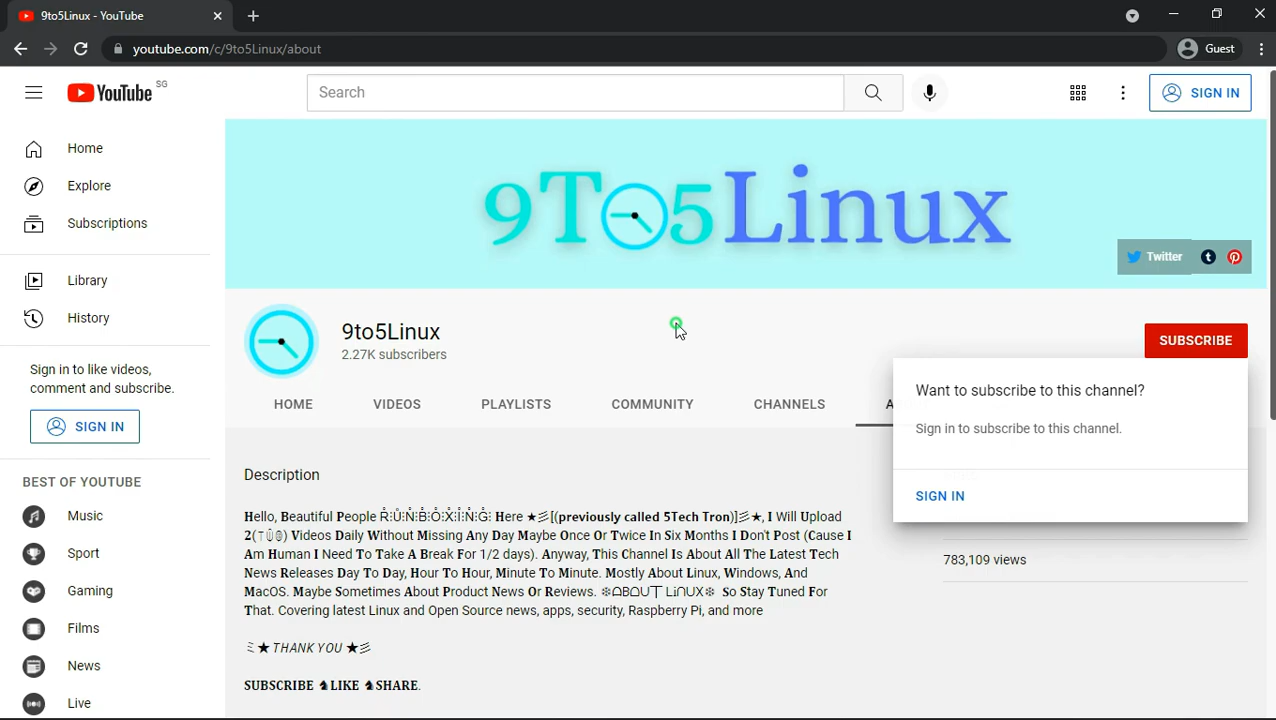 9to5Linux - YouTube
youtube.com/c/9to5Linux/about
Guest
YouTube SG
Search
SIGN IN
Home
Explore
Subscriptions
Library
History
Sign in to like videos,
comment and subscribe.
SIGN IN
BEST OF YOUTUBE
Music
Sport
Gaming
Films
News
Live
9To5Linux
Twitter
9to5Linux
2.27K subscribers
SUBSCRIBE
HOME VIDEOS PLAYLISTS COMMUNITY CHANNELS
Want to subscribe to this channel?
Sign in to subscribe to this channel.
SIGN IN
Description
Hello, Beautiful People R̊⫶Ů⫶N̊⫶B̊⫶O̊⫶X̊⫶I̊⫶N̊⫶G̊⫶ Here ★彡[(previously called 5Tech Tron)]彡★, I Will Upload
2(TWO) Videos Daily Without Missing Any Day Maybe Once Or Twice In Six Months I Don't Post (Cause I
Am Human I Need To Take A Break For 1/2 days). Anyway, This Channel Is About All The Latest Tech
News Releases Day To Day, Hour To Hour, Minute To Minute. Mostly About Linux, Windows, And
MacOS. Maybe Sometimes About Product News Or Reviews. ❊ᗩᗷOᑌT ᒪiᑎᑌX❊ So Stay Tuned For
That. Covering latest Linux and Open Source news, apps, security, Raspberry Pi, and more
ミ★ THANK YOU ★彡
SUBSCRIBE ♞LIKE ♞SHARE.
783,109 views